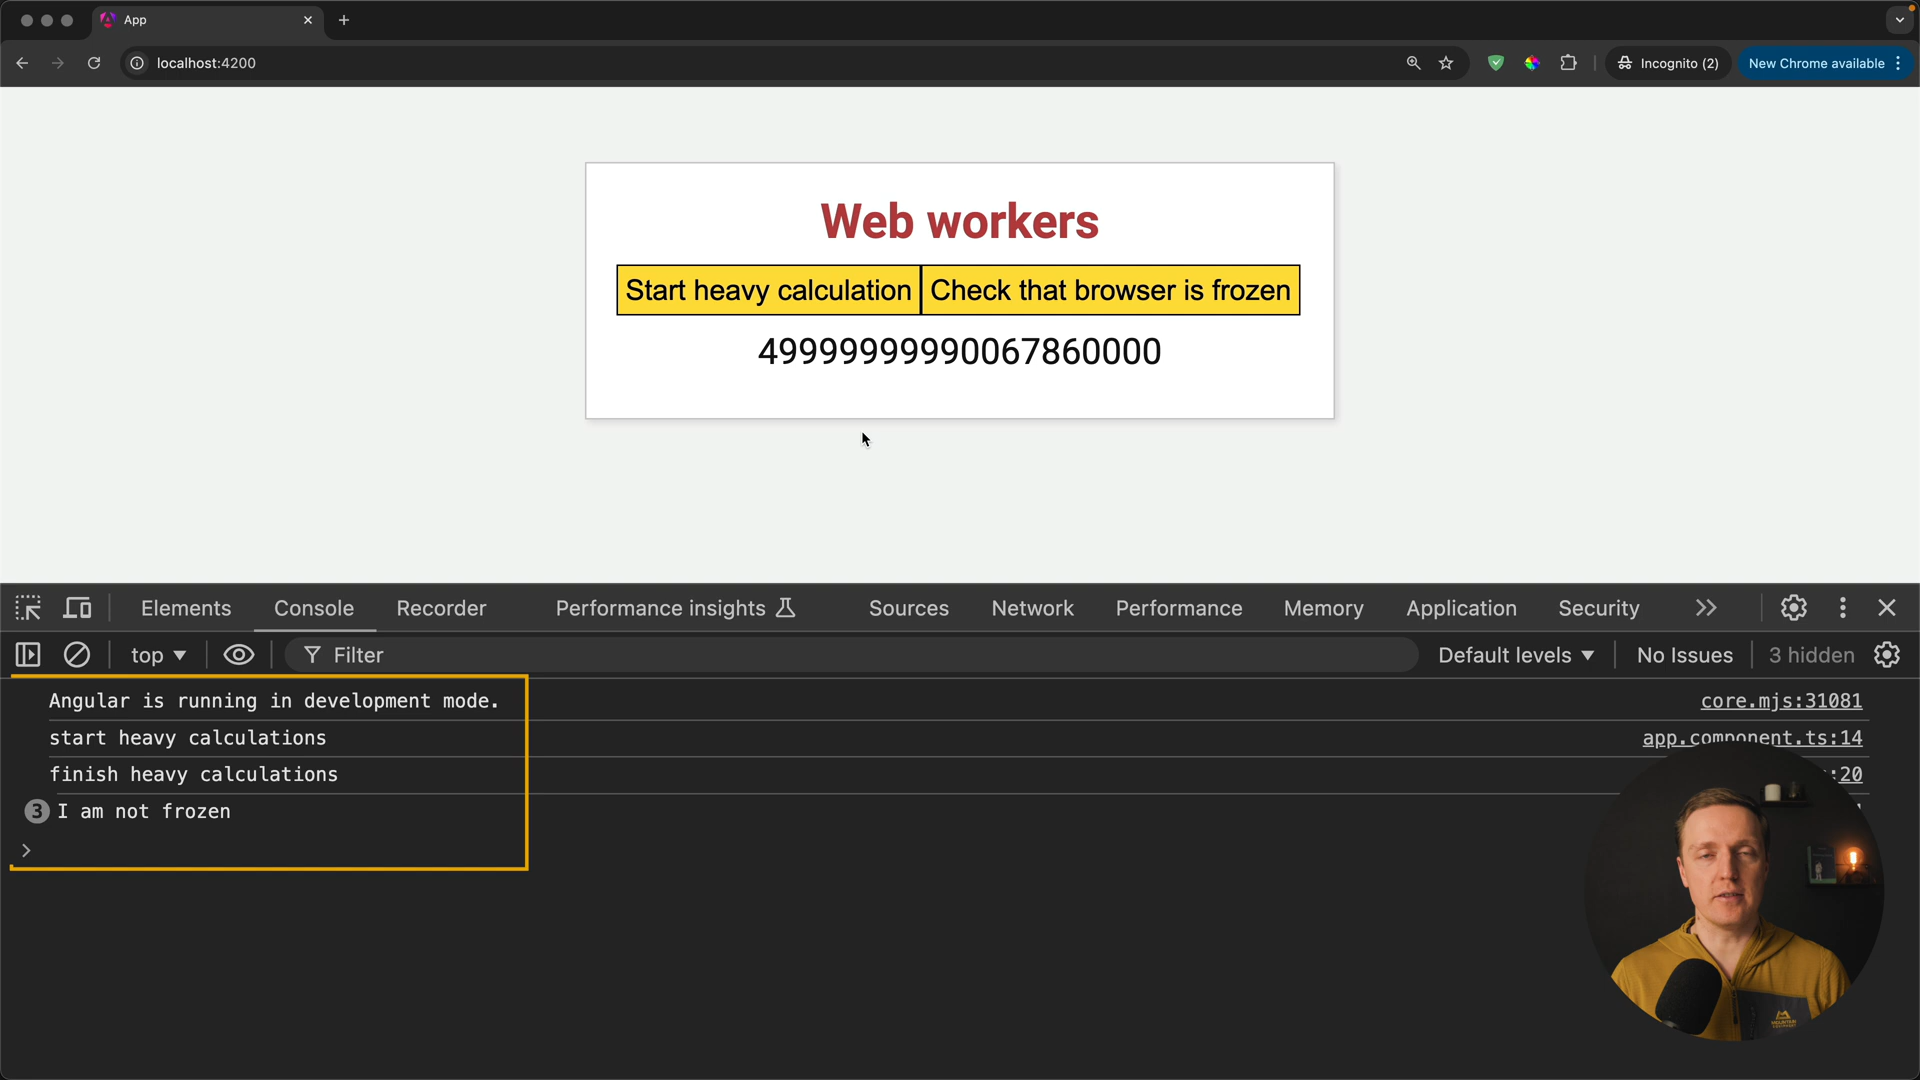 App
localhost:4200
Incognito (2)
New Chrome available
Web workers
Start heavy calculation
Check that browser is frozen
49999999990067860000
Elements
Console
Recorder
Performance insights
Sources
Network
Performance
Memory
Application
Security
top
Filter
Default levels
No Issues
3 hidden
Angular is running in development mode.
core.mjs:31081
start heavy calculations
app.component.ts:14
finish heavy calculations
:20
3 I am not frozen
MOUNTAIN
EQUIPMENT